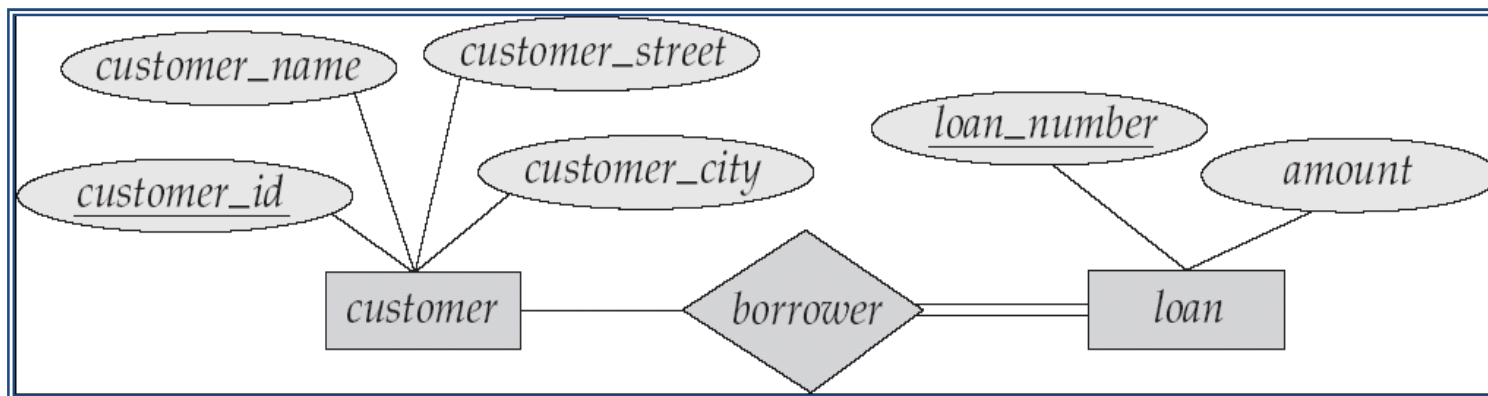 customer_name
customer_street
customer_id
customer_city
loan_number
amount
customer
borrower
loan